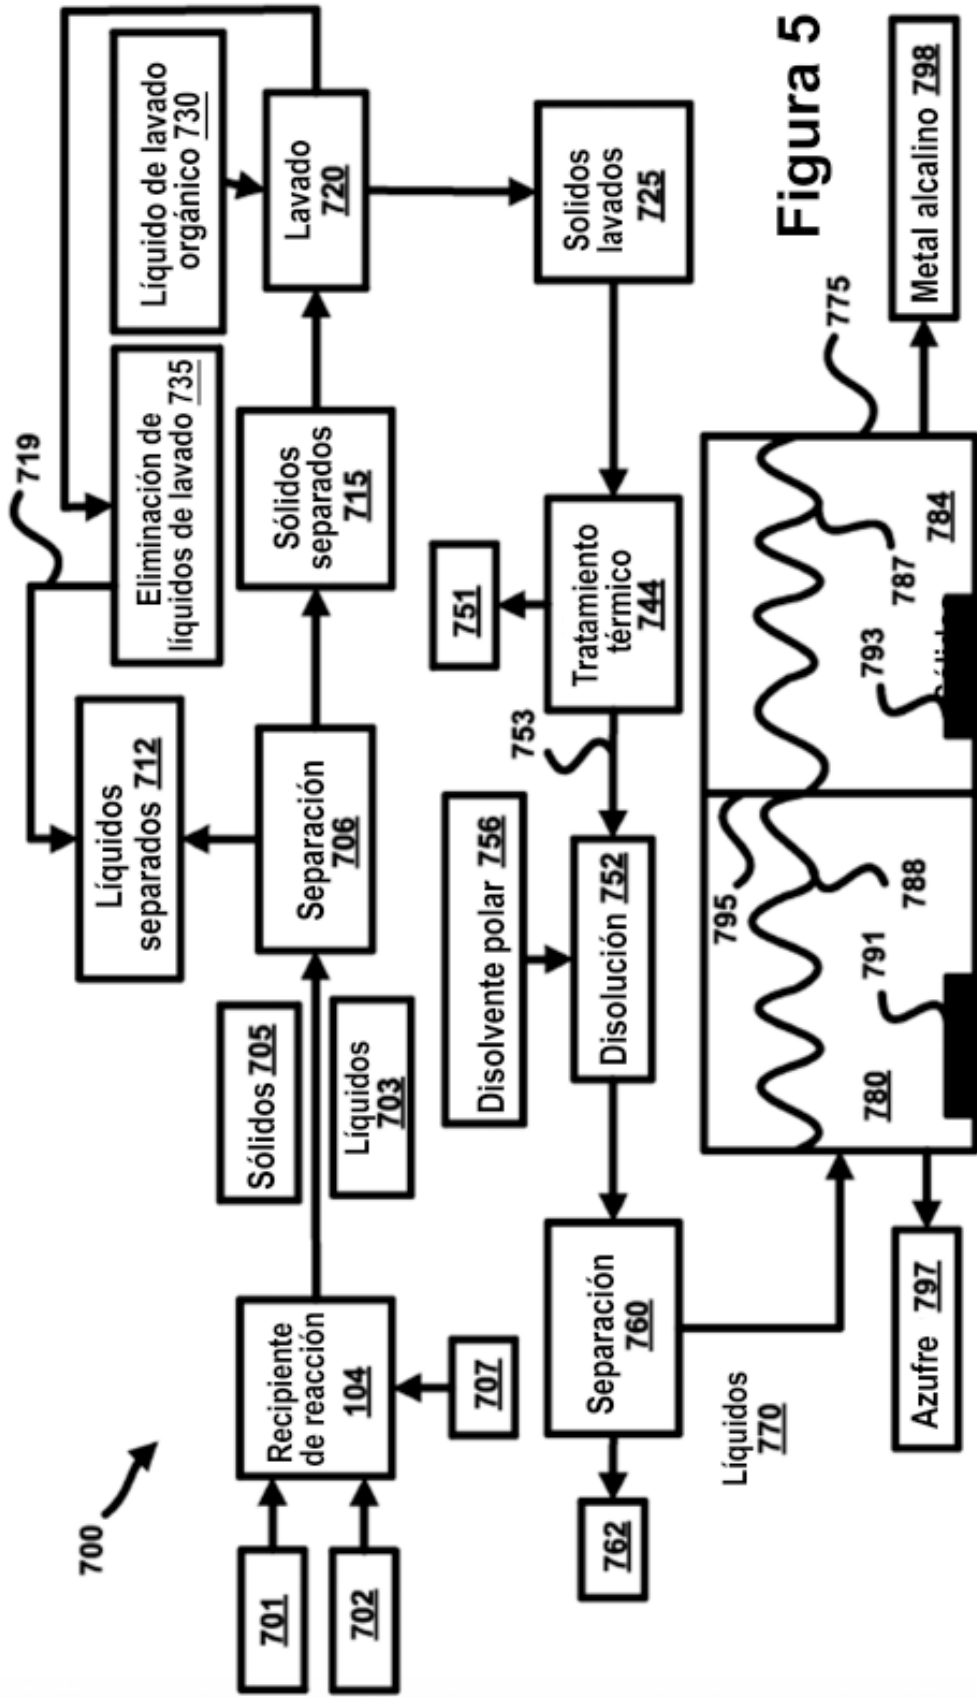 700
701
702
Recipiente
de reacción
104
707
Sólidos 705
Líquidos
703
Separación
706
Líquidos
separados 712
719
Sólidos separados
715
Eliminación de
líquidos de lavado 735
Líquido de lavado
orgánico 730
Lavado
720
Solidos
lavados
725
Tratamiento
térmico
744
751
753
Disolvente polar 756
Disolución 752
Separación
760
762
Líquidos
770
775
795
780
788
791
784
787
793
Azufre 797
Metal alcalino 798
Figura 5